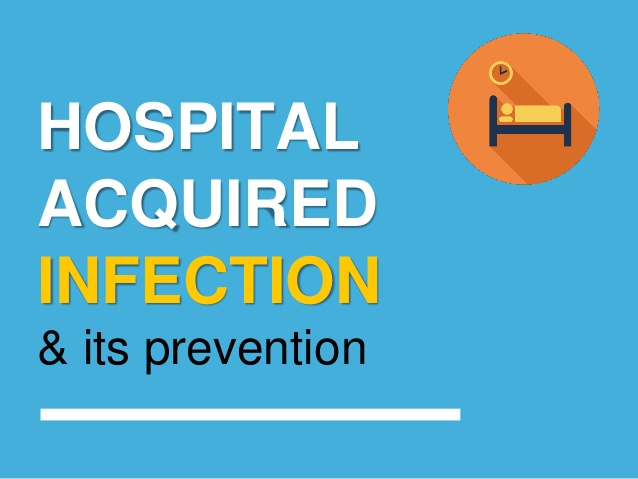 HOSPITAL
ACQUIRED
INFECTION
& its prevention